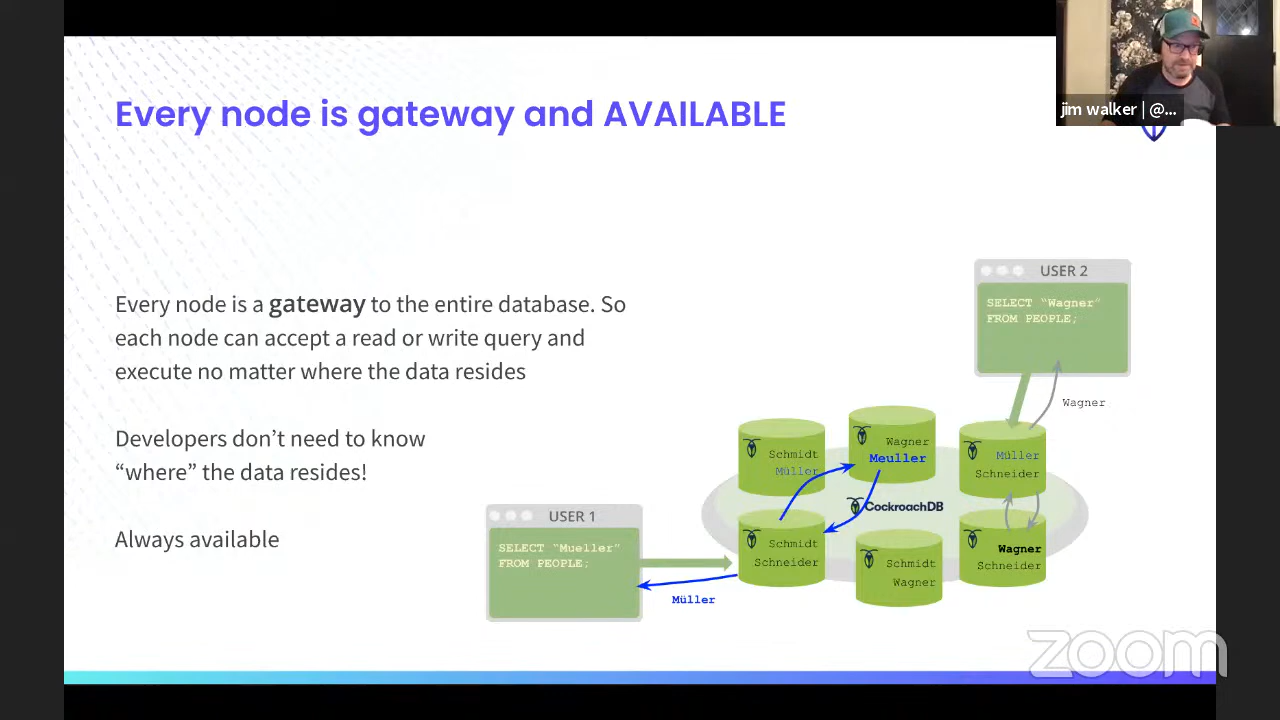 jim walker | @...
Every node is gateway and AVAILABLE
Every node is a gateway to the entire database. So
each node can accept a read or write query and
execute no matter where the data resides
Developers don’t need to know
“where” the data resides!
Always available
USER 2
SELECT “Wagner”
FROM PEOPLE;
Wagner
Schmidt
Müller
Wagner
Meuller
Müller
Schneider
CockroachDB
USER 1
SELECT “Mueller”
FROM PEOPLE;
Müller
Schmidt
Schneider
Schmidt
Wagner
Wagner
Schneider
zoom